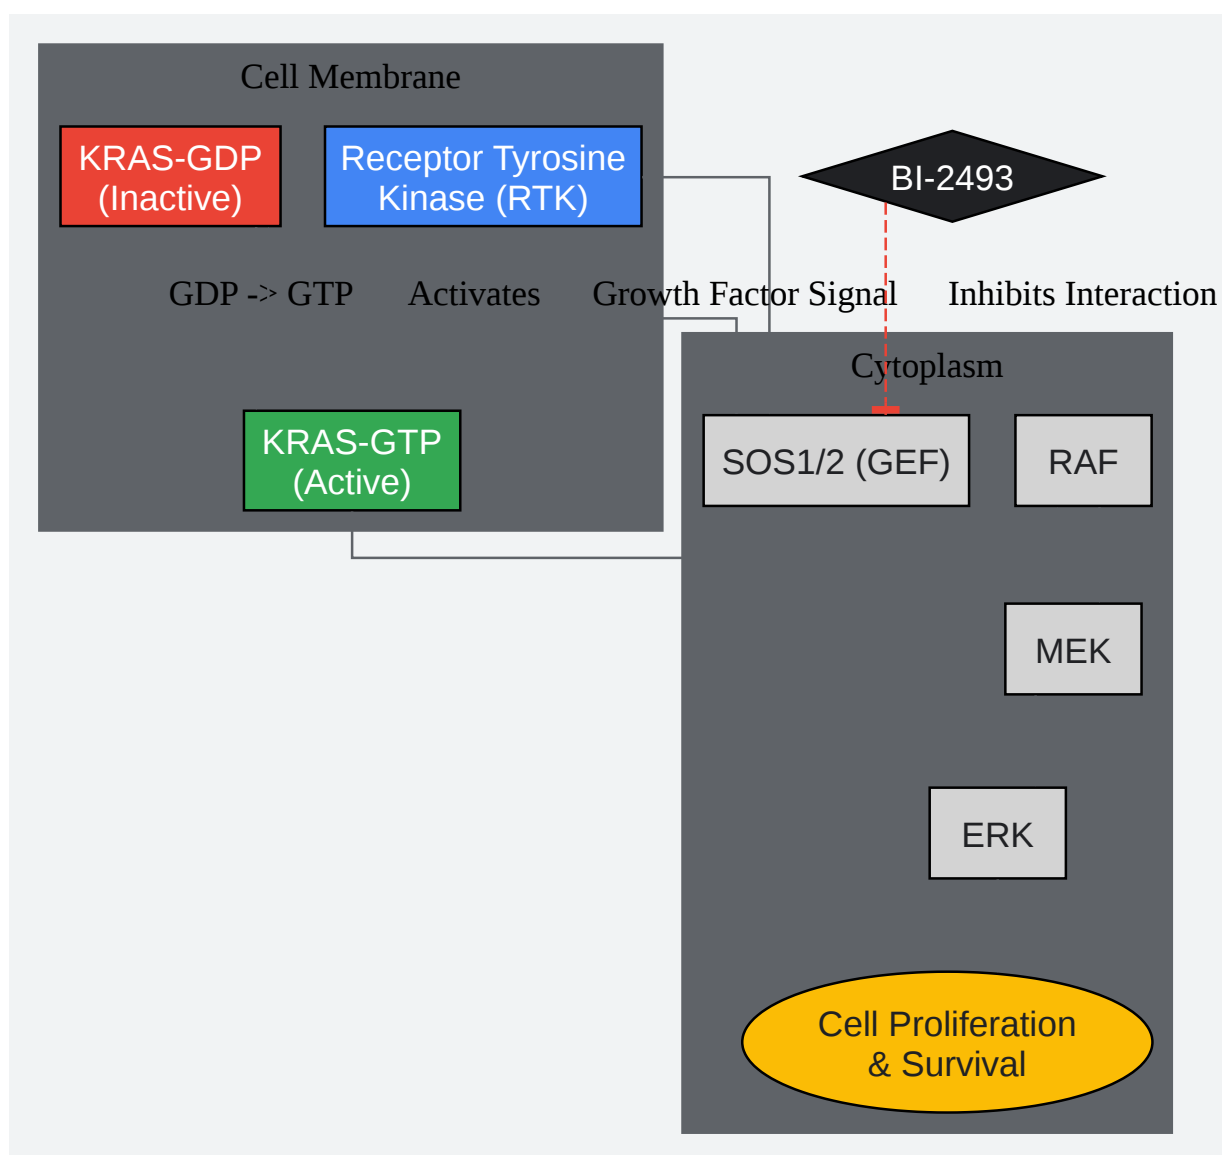 Cell Membrane
KRAS-GDP
(Inactive)
Receptor Tyrosine
Kinase (RTK)
BI-2493
GDP -> GTP
Activates
Growth Factor Signal
Inhibits Interaction
Cytoplasm
KRAS-GTP
(Active)
SOS1/2 (GEF)
RAF
MEK
ERK
Cell Proliferation
& Survival